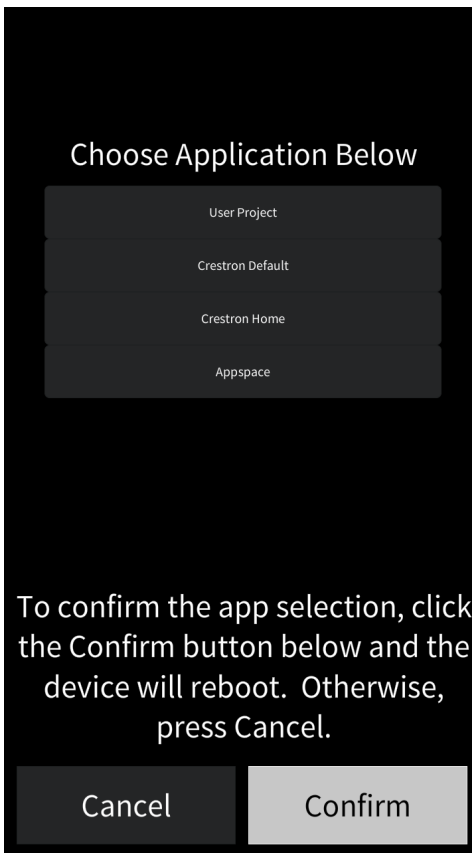 Choose Application Below
User Project
Crestron Default
Crestron Home
Appspace
To confirm the app selection, click
the Confirm button below and the
device will reboot.  Otherwise,
press Cancel.
Cancel
Confirm